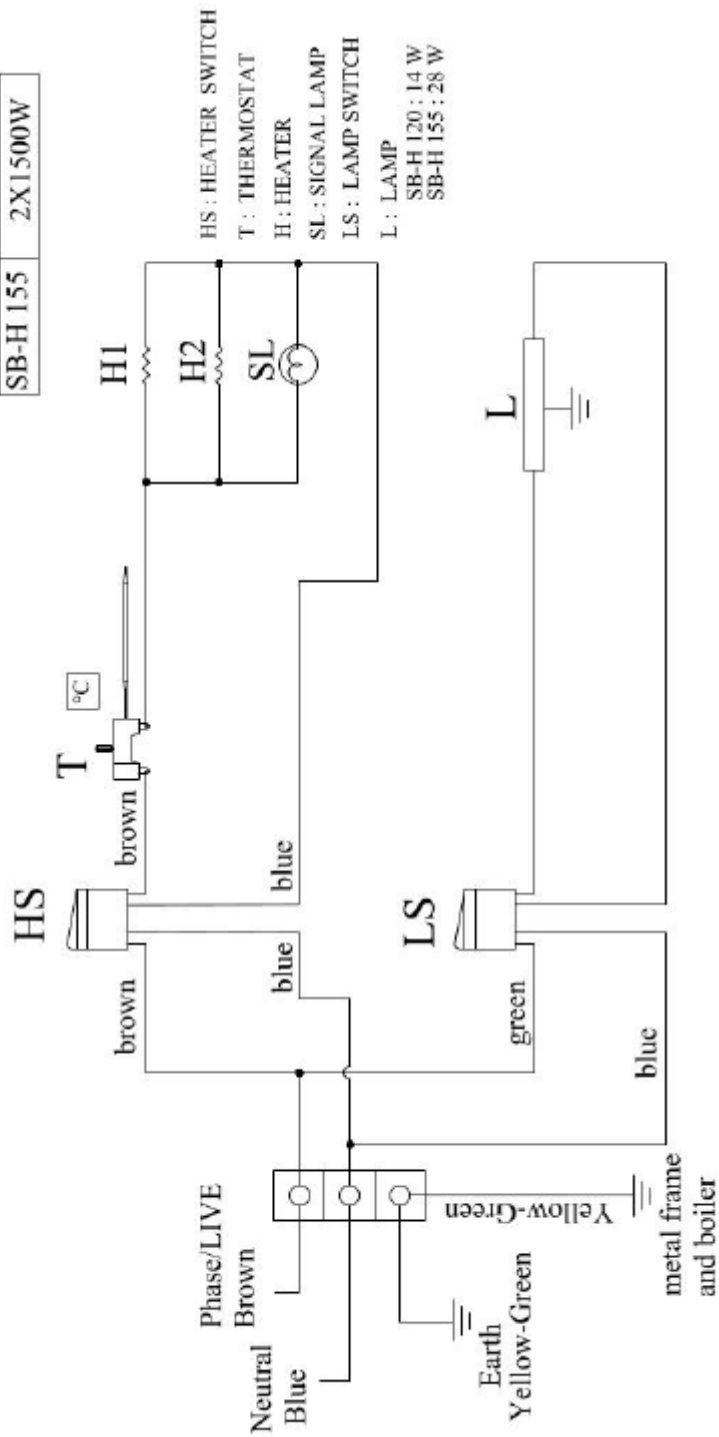 SB-H 155 2X1500W
HS
T
°C
H1
H2
SL
brown
brown
blue
blue
HS : HEATER SWITCH
T : THERMOSTAT
H : HEATER
SL : SIGNAL LAMP
LS : LAMP SWITCH
L : LAMP
SB-H 120 : 14 W
SB-H 155 : 28 W
Phase/LIVE
Brown
Neutral
Blue
Earth
Yellow-Green
Yellow-Green
metal frame
and boiler
LS
green
blue
L